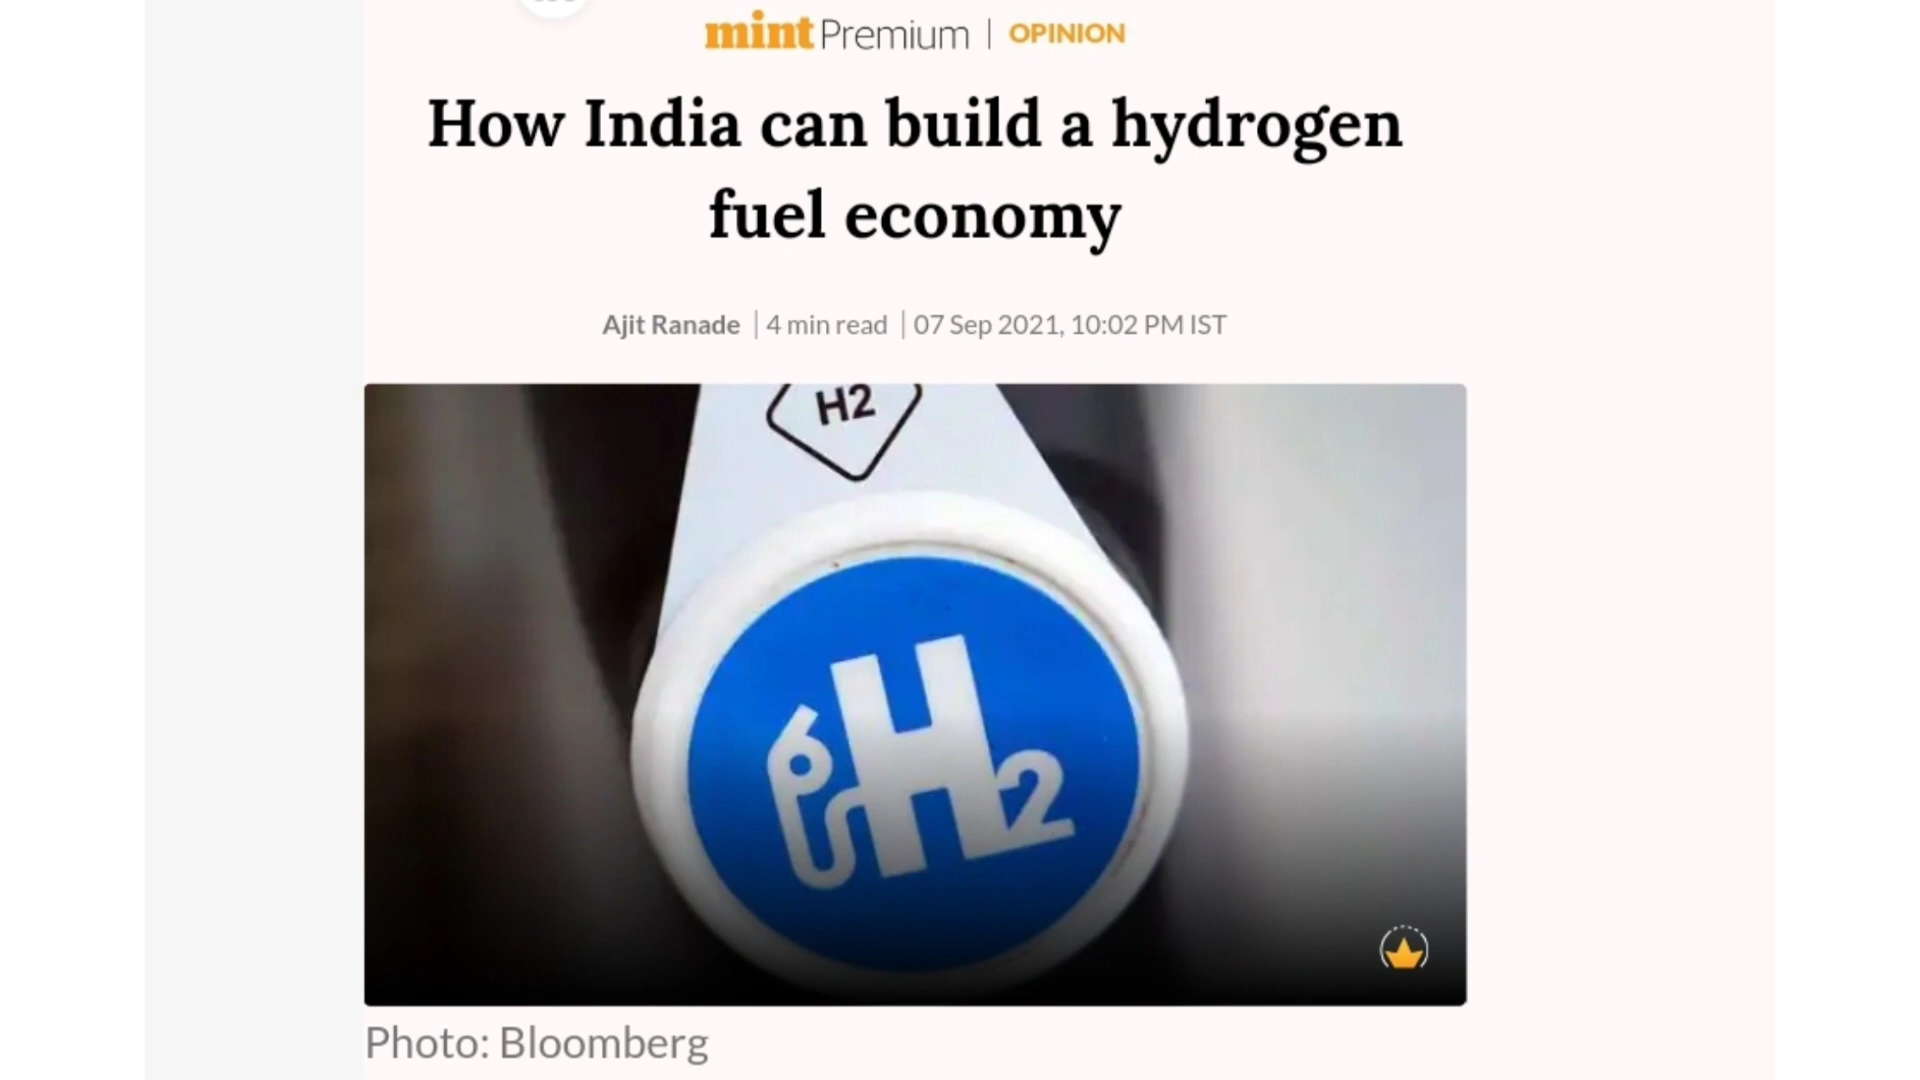 mint Premium | OPINION
How India can build a hydrogen
fuel economy
Ajit Ranade | 4 min read | 07 Sep 2021, 10:02 PM IST
H2
H2
Photo: Bloomberg